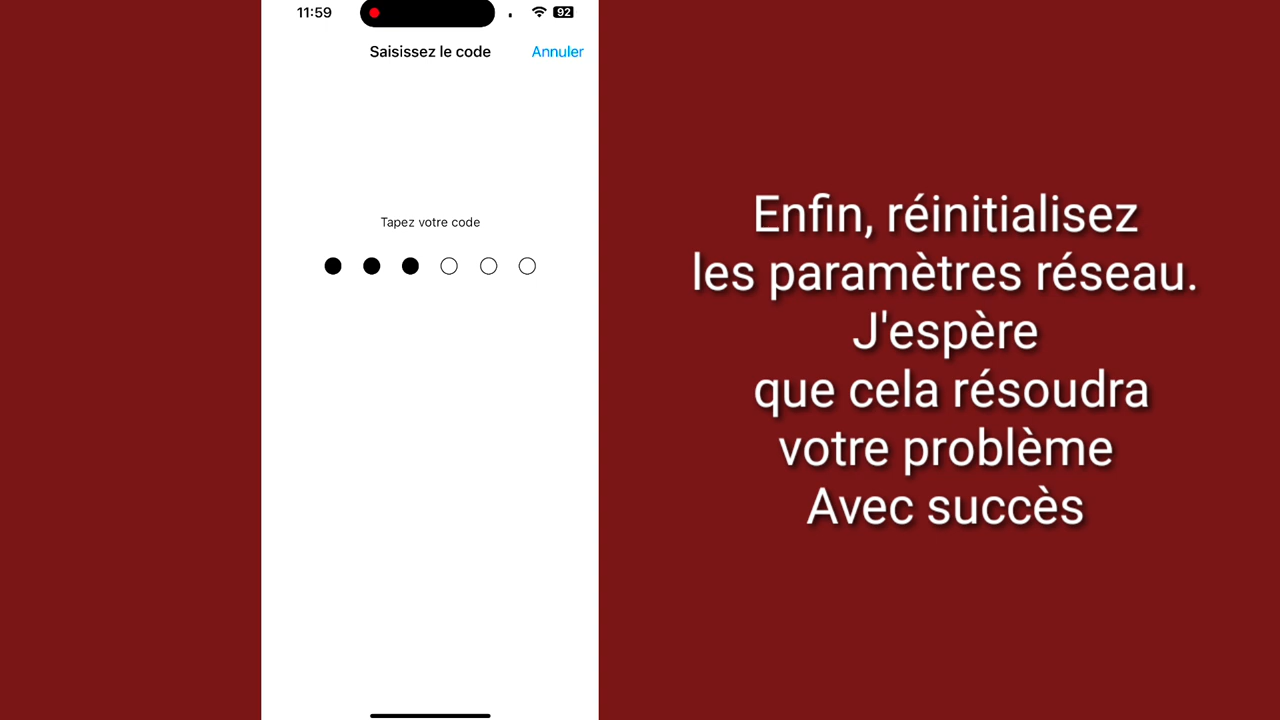 11:59
92
Saisissez le code
Annuler
Tapez votre code
Enfin, réinitialisez
les paramètres réseau.
J'espère
que cela résoudra
votre problème
Avec succès